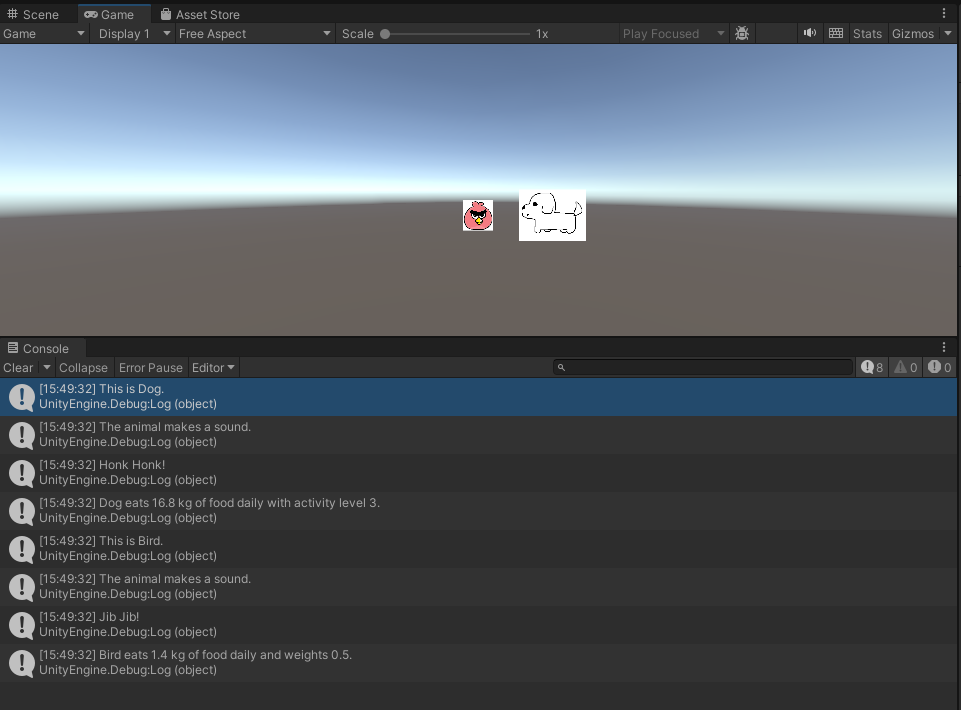 Scene Game Asset Store
Game Display 1 Free Aspect Scale 1x Play Focused Stats Gizmos
Console
Clear Collapse Error Pause Editor 8 0 0
[15:49:32] This is Dog.
UnityEngine.Debug:Log (object)
[15:49:32] The animal makes a sound.
UnityEngine.Debug:Log (object)
[15:49:32] Honk Honk!
UnityEngine.Debug:Log (object)
[15:49:32] Dog eats 16.8 kg of food daily with activity level 3.
UnityEngine.Debug:Log (object)
[15:49:32] This is Bird.
UnityEngine.Debug:Log (object)
[15:49:32] The animal makes a sound.
UnityEngine.Debug:Log (object)
[15:49:32] Jib Jib!
UnityEngine.Debug:Log (object)
[15:49:32] Bird eats 1.4 kg of food daily and weights 0.5.
UnityEngine.Debug:Log (object)